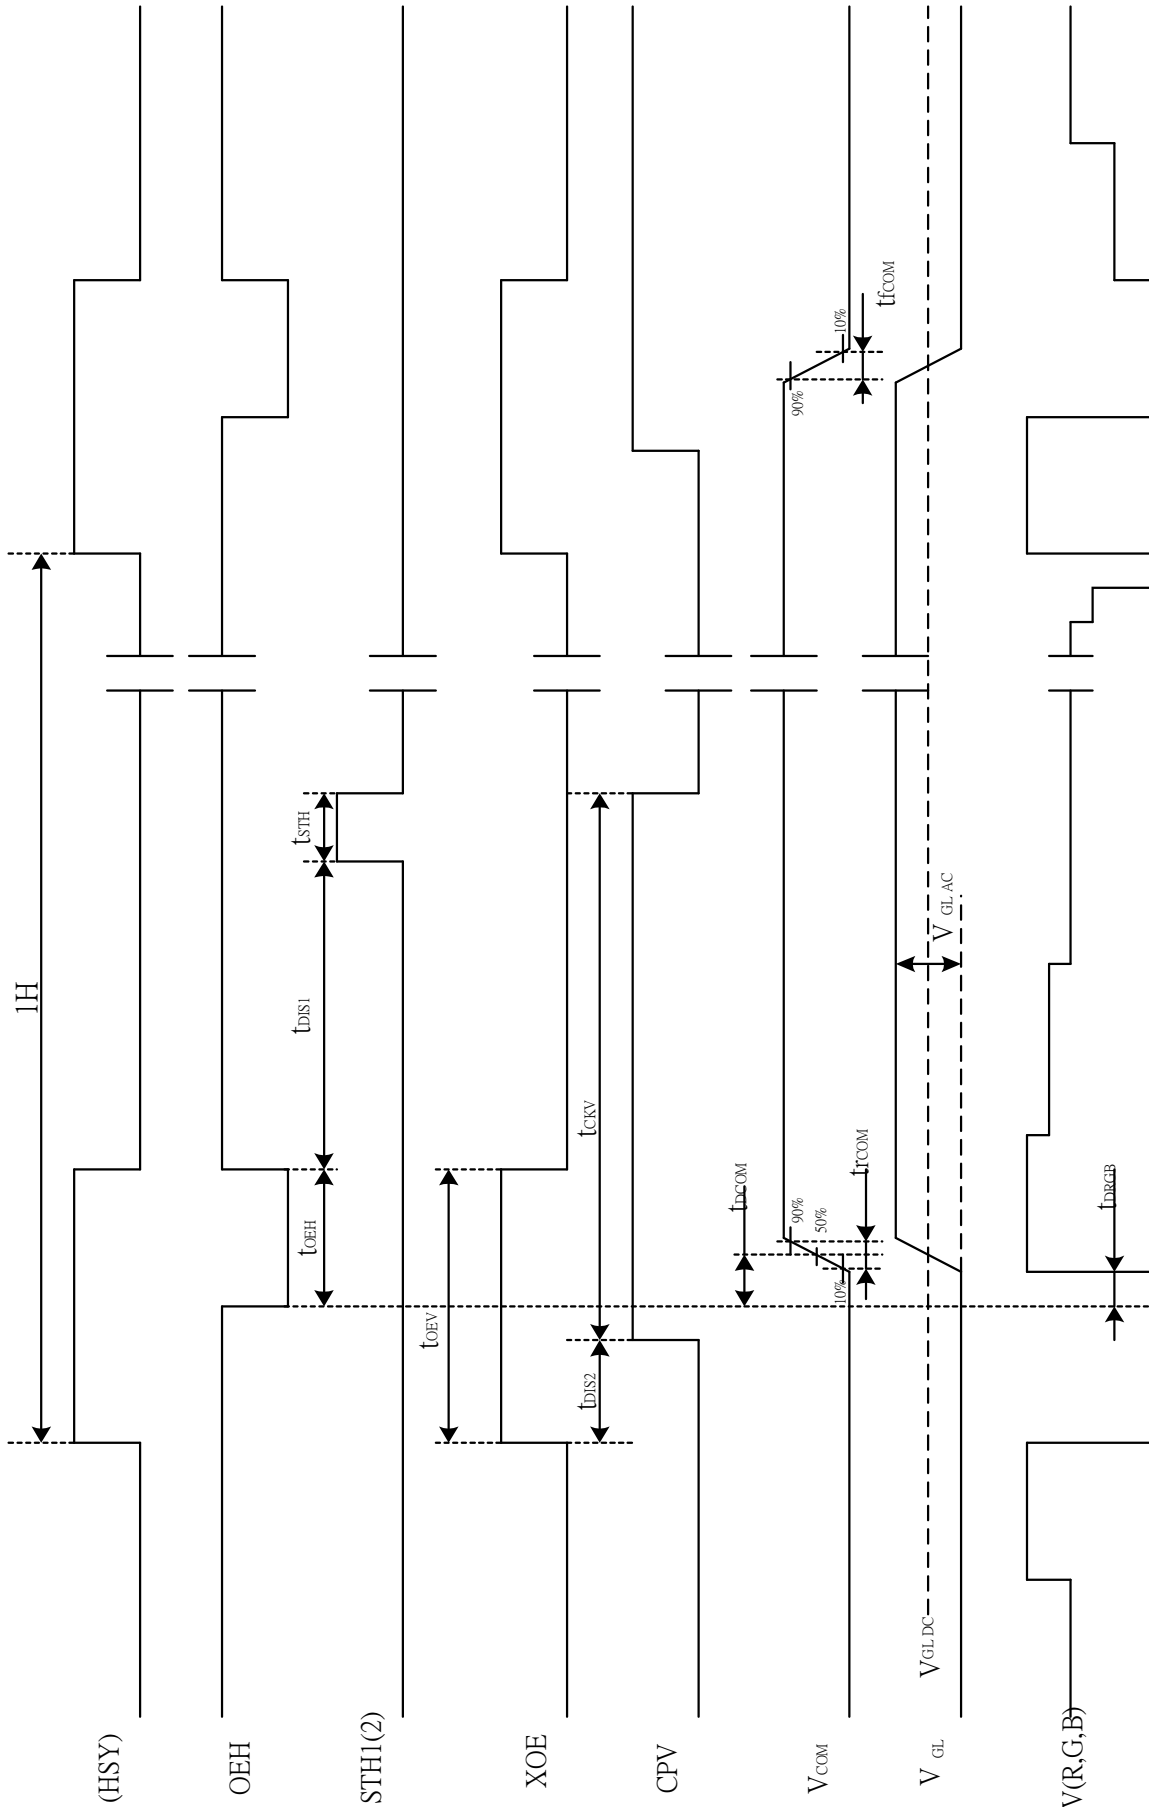 (HSY)
1H
OEH
tOEH
tDIS1
tSTH
STH1(2)
XOE
tOEV
CPV
tDIS2
tCKV
VCOM
tDCOM
10%
50%
90%
trCOM
90%
10%
tfCOM
V GL
VGL DC
V GL AC
V(R,G,B)
tDRGB